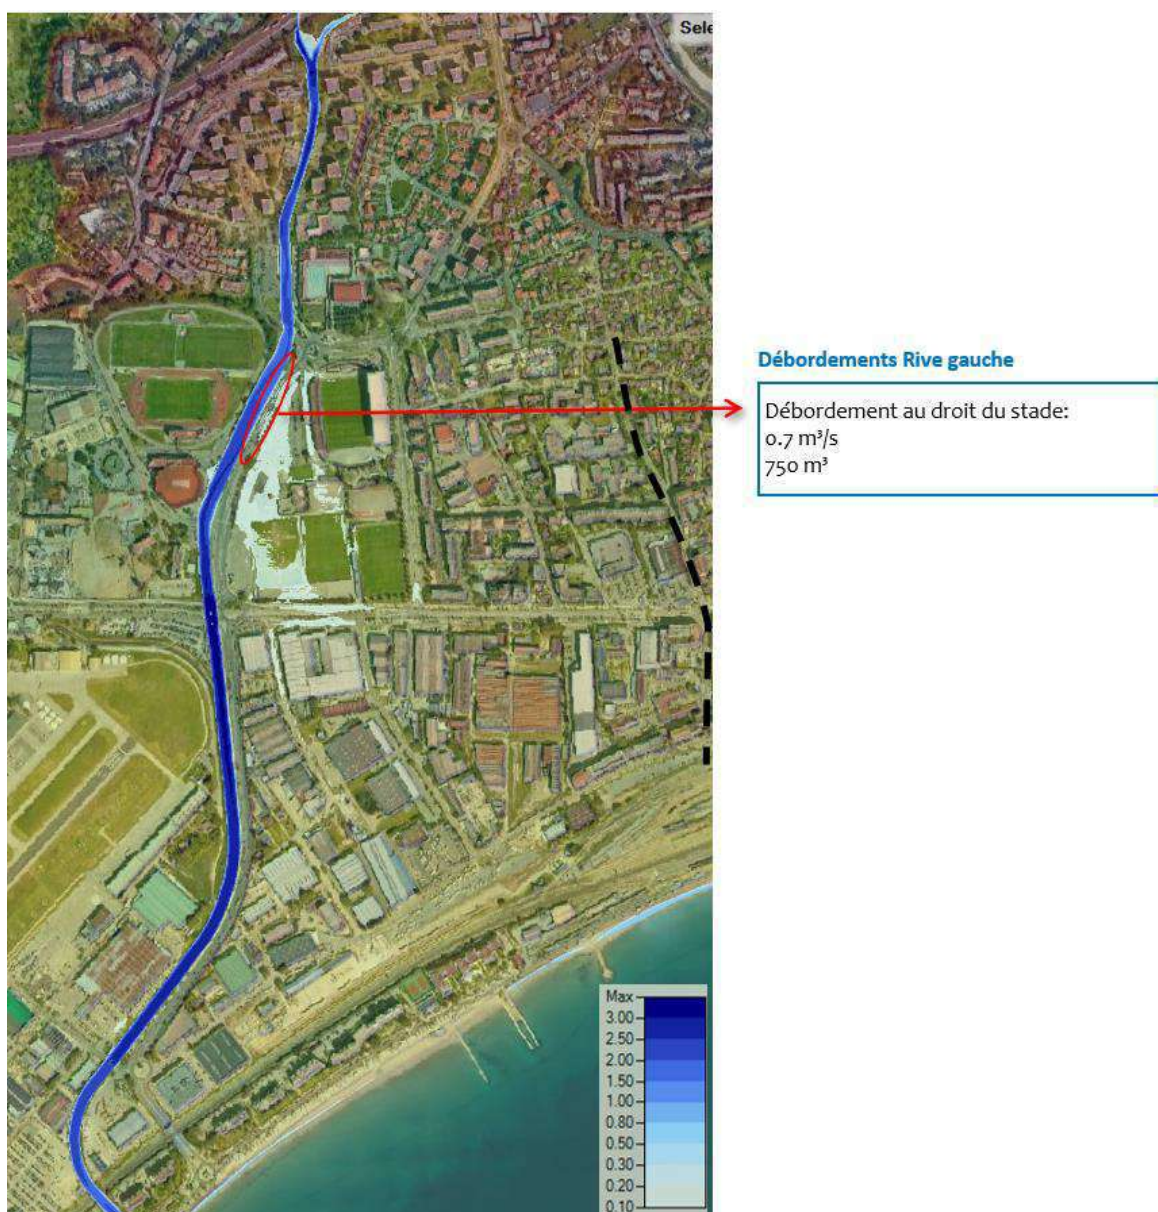 Sele
Débordements Rive gauche
Débordement au droit du stade:
0.7 m³/s
750 m³
Max
3.00
2.50
2.00
1.50
1.00
0.80
0.50
0.30
0.20
0.10